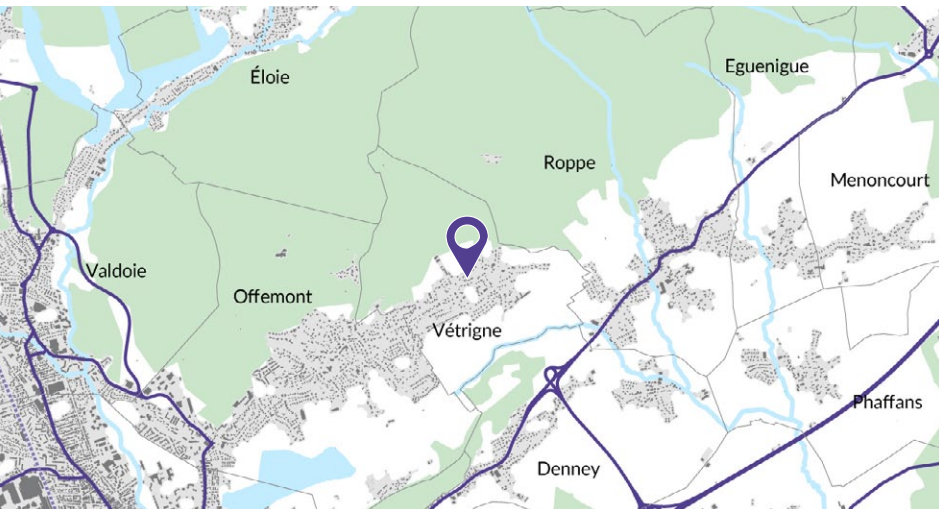 Éloie
Eguenigue
Roppe
Menoncourt
Valdoie
Offemont
Vétrigne
Phaffans
Denney